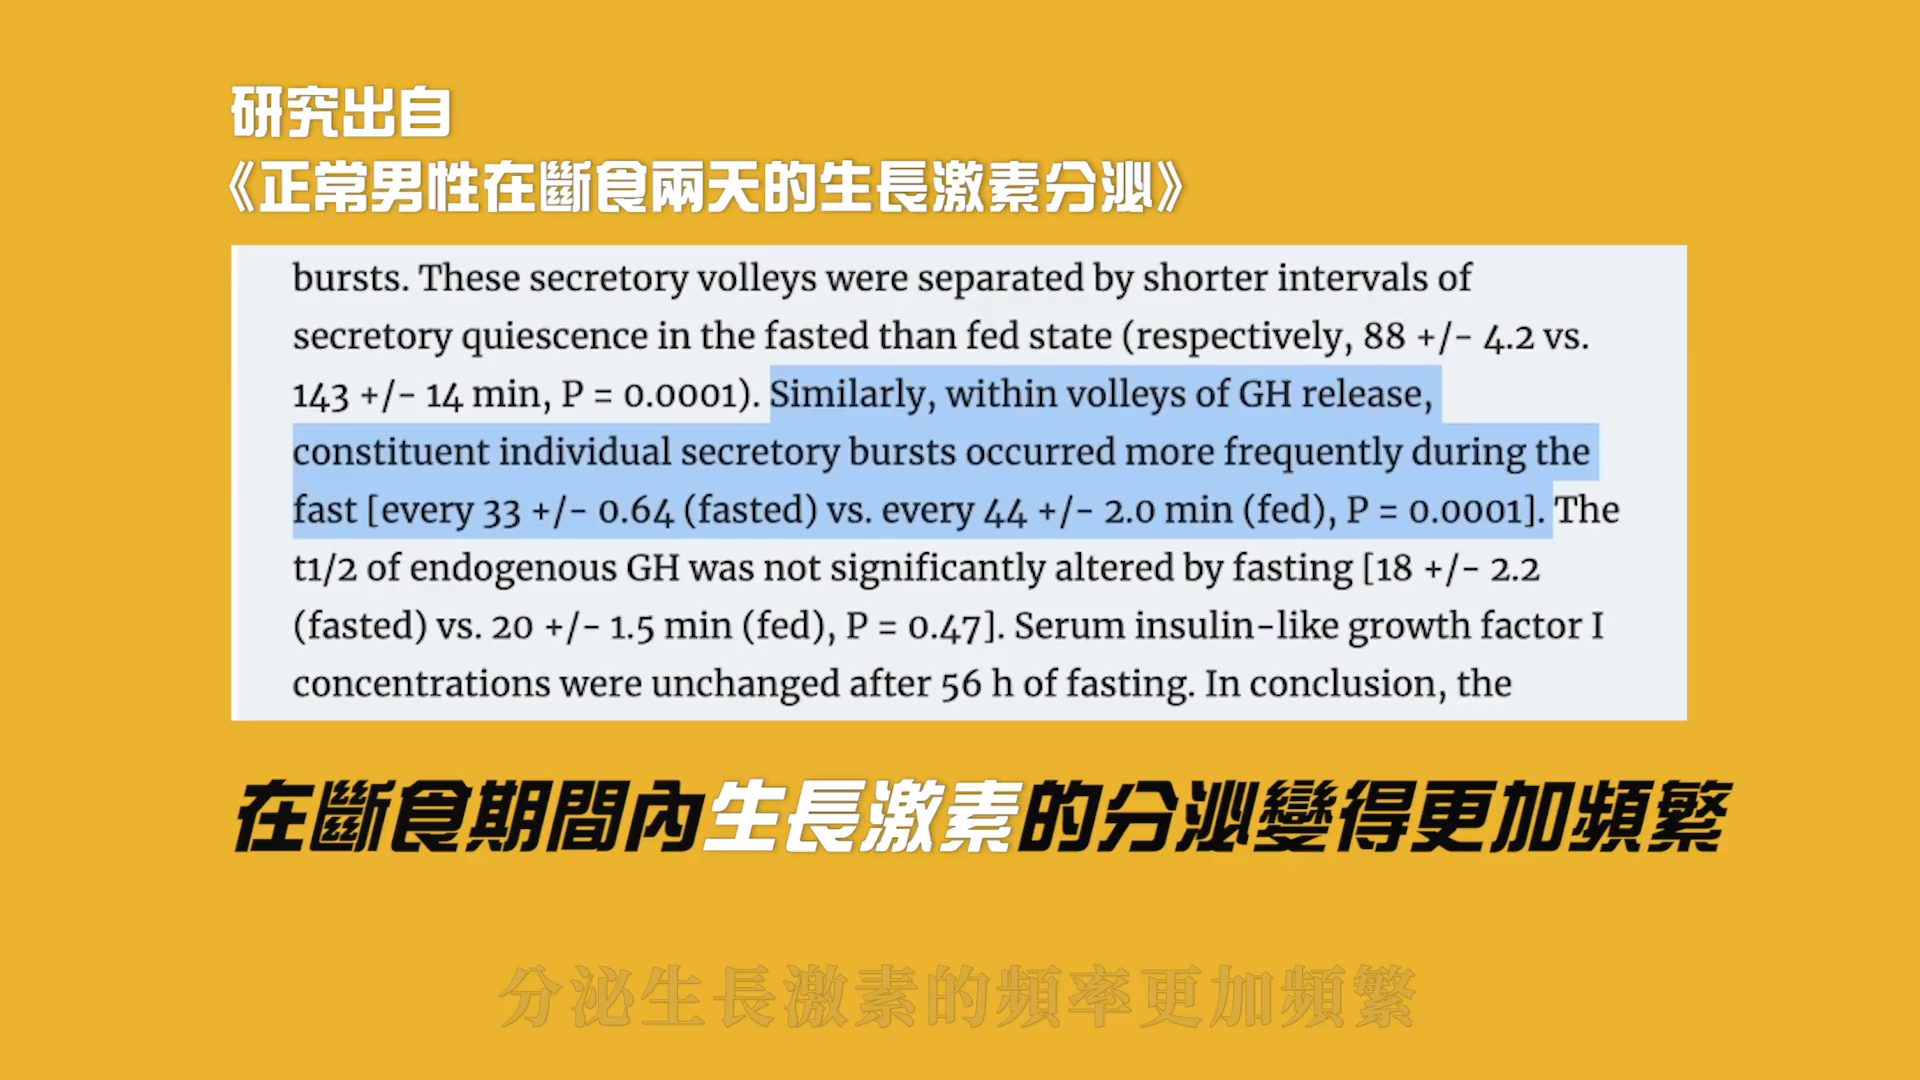 研究出自
《正常男性在斷食兩天的生長激素分泌》
bursts. These secretory volleys were separated by shorter intervals of
secretory quiescence in the fasted than fed state (respectively, 88 +/- 4.2 vs.
143 +/- 14 min, P = 0.0001). Similarly, within volleys of GH release,
constituent individual secretory bursts occurred more frequently during the
fast [every 33 +/- 0.64 (fasted) vs. every 44 +/- 2.0 min (fed), P = 0.0001]. The
t1/2 of endogenous GH was not significantly altered by fasting [18 +/- 2.2
(fasted) vs. 20 +/- 1.5 min (fed), P = 0.47]. Serum insulin-like growth factor I
concentrations were unchanged after 56 h of fasting. In conclusion, the
在斷食期間內生長激素的分泌變得更加頻繁
分泌生長激素的頻率更加頻繁